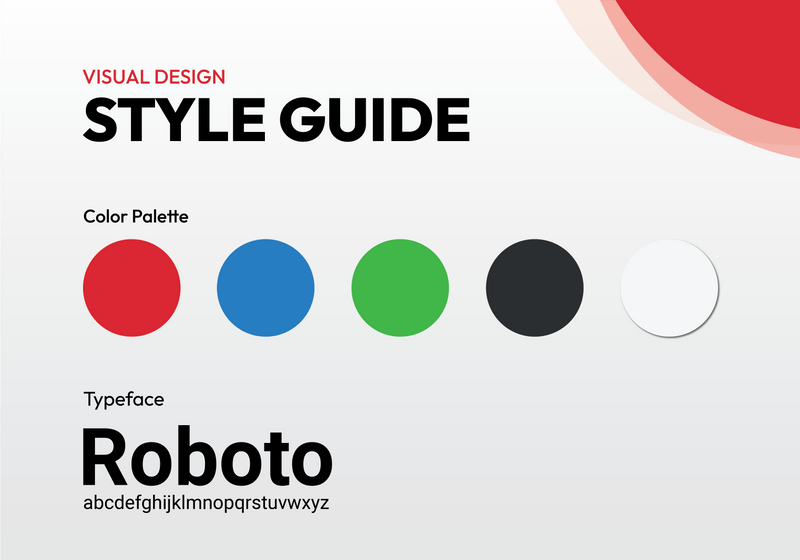 VISUAL DESIGN
STYLE GUIDE
Color Palette
Typeface
Roboto
abcdefghijklmnopqrstuvwxyz